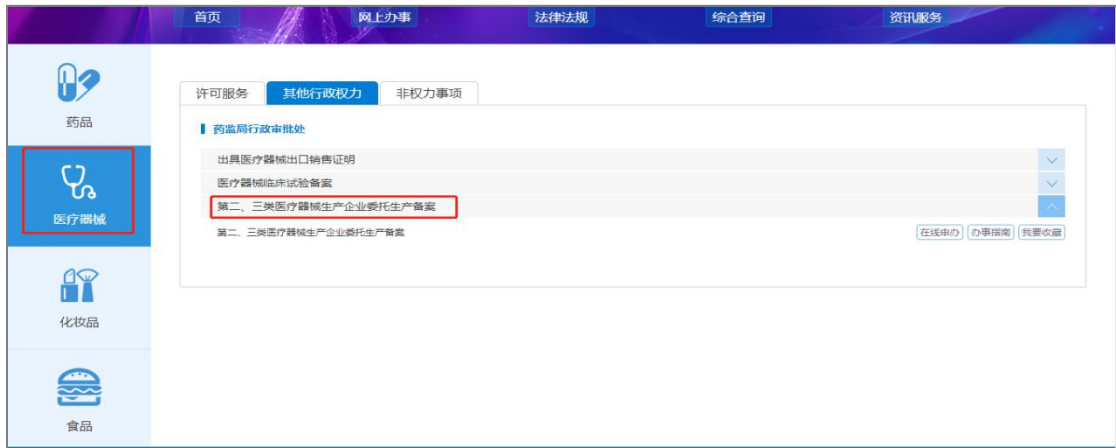 首页 网上办事 法律法规 综合查询 资讯服务
药品
医疗器械
化妆品
食品
许可服务 其他行政权力 非权力事项
药监局行政审批处
出具医疗器械出口销售证明
医疗器械临床试验备案
第二、三类医疗器械生产企业委托生产备案
第二、三类医疗器械生产企业委托生产备案 在线申办 办事指南 我要收藏